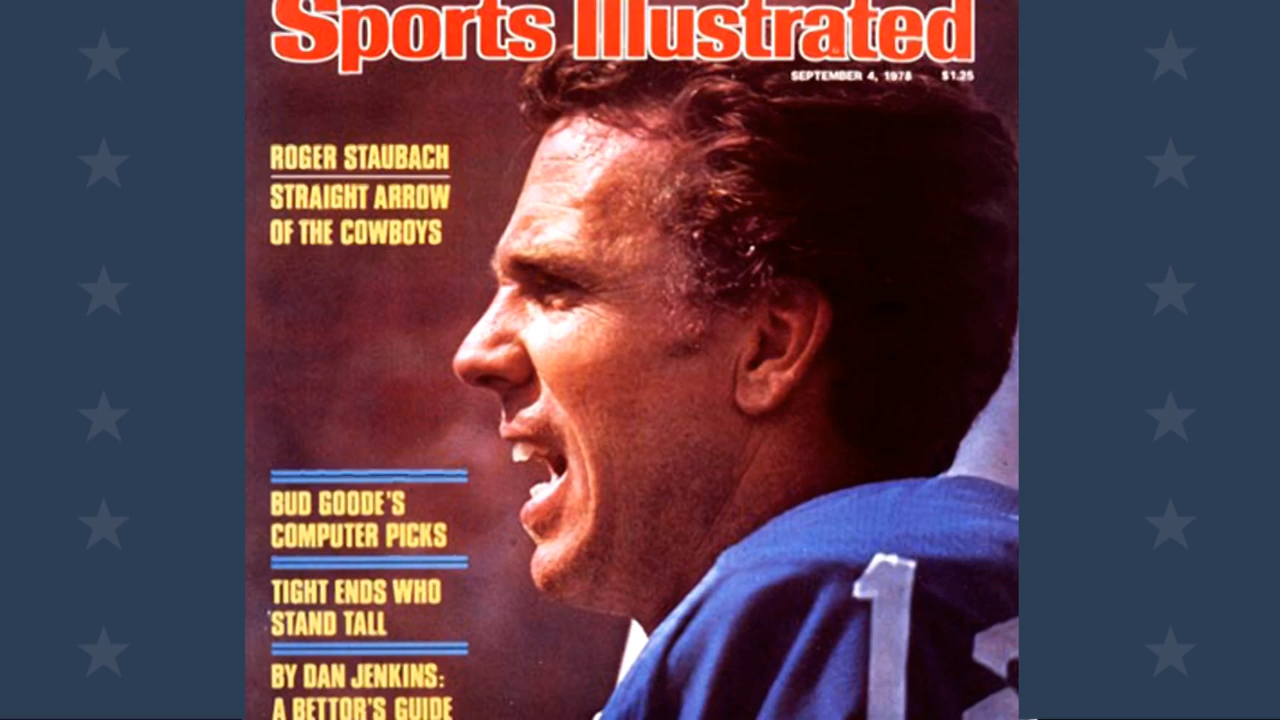 Sports Illustrated
SEPTEMBER 4, 1978 $1.25
ROGER STAUBACH
STRAIGHT ARROW
OF THE COWBOYS
BUD GOODE'S
COMPUTER PICKS
TIGHT ENDS WHO
STAND TALL
BY DAN JENKINS:
A BETTOR'S GUIDE
1